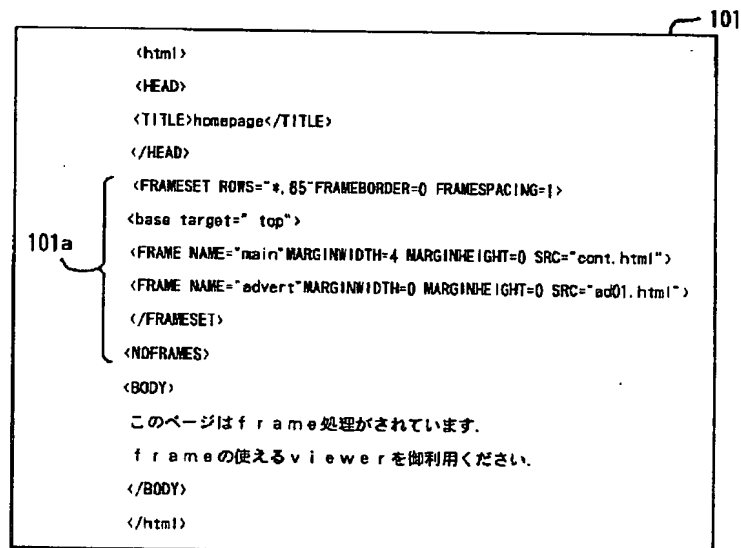 101
<html>
<HEAD>
<TITLE>homepage</TITLE>
</HEAD>
<FRAMESET ROWS="*,85"FRAMEBORDER=0 FRAMESPACING=1>
<base target=" top">
101a
<FRAME NAME="main"MARGINWIDTH=4 MARGINHEIGHT=0 SRC="cont.html">
<FRAME NAME="advert"MARGINWIDTH=0 MARGINHEIGHT=0 SRC="ad01.html">
</FRAMESET>
<NOFRAMES>
<BODY>
このページはframe処理がされています.
frameの使えるviewerを御利用ください.
</BODY>
</html>